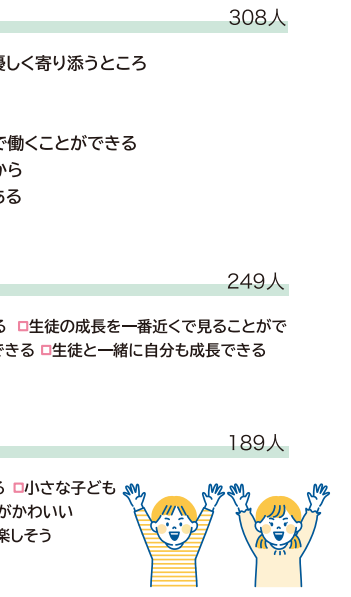 308人
優しく寄り添うところ
で働くことができる
から
ある
249人
る □生徒の成長を一番近くで見ることがで
できる □生徒と一緒に自分も成長できる
189人
る □小さな子ども
がかわいい
楽しそう